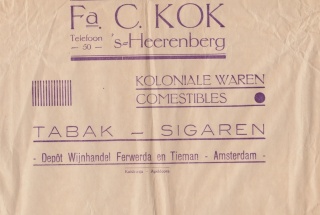 Fa. C. KOK
Telefoon
— 50 —
's=Heerenberg
KOLONIALE WAREN
COMESTIBLES
TABAK — SIGAREN
- Depôt Wijnhandel Ferwerda en Tieman - Amsterdam -